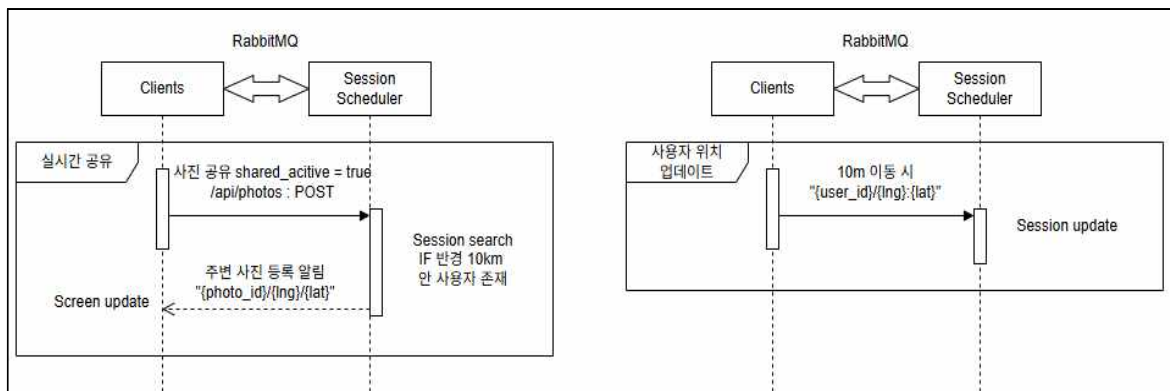 RabbitMQ
Clients
Session
Scheduler
실시간 공유
사진 공유 shared_acitive = true
/api/photos : POST
Session search
IF 반경 10km
안 사용자 존재
주변 사진 등록 알림
"{photo_id}/{lng}/{lat}"
Screen update
RabbitMQ
Clients
Session
Scheduler
사용자 위치
업데이트
10m 이동 시
"{user_id}/{lng}:{lat}"
Session update